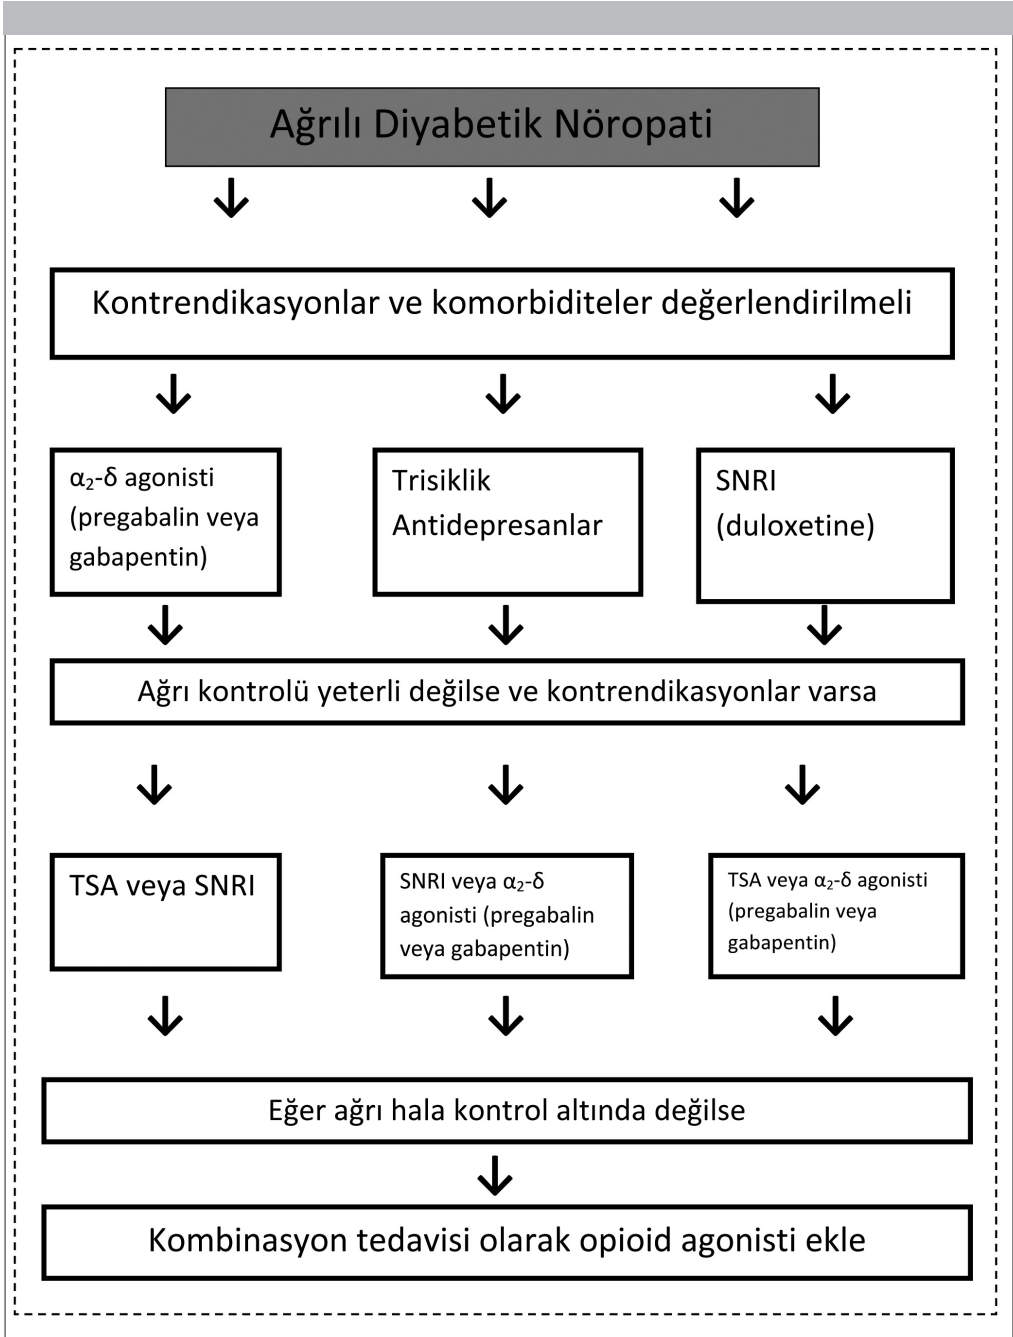 Ağrılı Diyabetik Nöropati
Kontrendikasyonlar ve komorbiditeler değerlendirilmeli
α₂-δ agonisti
(pregabalin veya
gabapentin)
Trisiklik
Antidepresanlar
SNRI
(duloxetine)
Ağrı kontrolü yeterli değilse ve kontrendikasyonlar varsa
TSA veya SNRI
SNRI veya α₂-δ
agonisti (pregabalin
veya gabapentin)
TSA veya α₂-δ agonisti
(pregabalin veya
gabapentin)
Eğer ağrı hala kontrol altında değilse
Kombinasyon tedavisi olarak opioid agonisti ekle